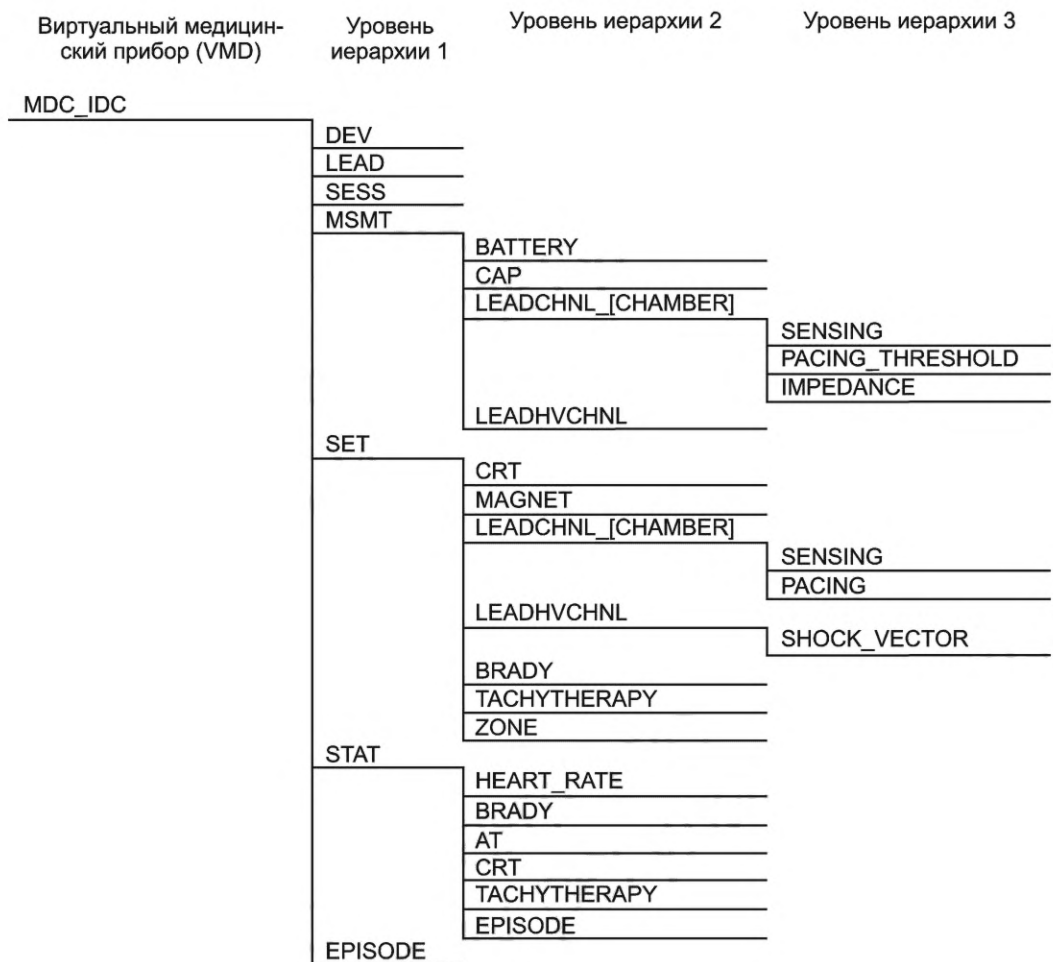 Виртуальный медицин-
ский прибор (VMD)
Уровень
иерархии 1
Уровень иерархии 2
Уровень иерархии 3
MDC_IDC
DEV
LEAD
SESS
MSMT
BATTERY
CAP
LEADCHNL_[CHAMBER]
SENSING
PACING_THRESHOLD
IMPEDANCE
LEADHVCHNL
SET
CRT
MAGNET
LEADCHNL_[CHAMBER]
SENSING
PACING
LEADHVCHNL
SHOCK_VECTOR
BRADY
TACHYTHERAPY
ZONE
STAT
HEART_RATE
BRADY
AT
CRT
TACHYTHERAPY
EPISODE
EPISODE